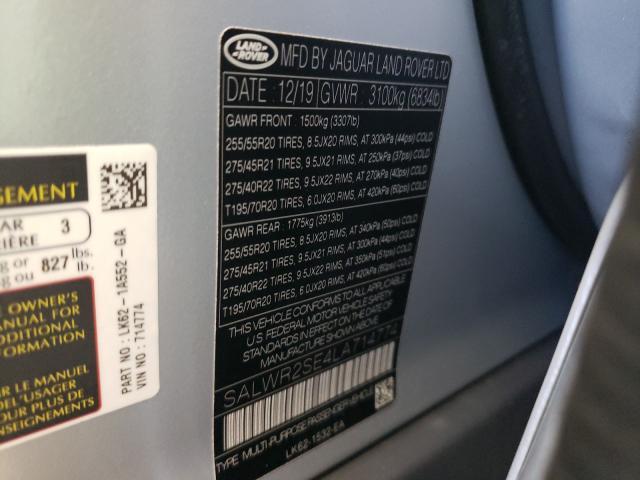 LAND
ROVER
MFD BY JAGUAR LAND ROVER LTD
DATE : 12/19 GVWR : 3100kg (6834lb)
GAWR FRONT : 1500kg (3307lb)
255/55R20 TIRES, 8.5JX20 RIMS, AT 300kPa (44psi) COLD
275/45R21 TIRES, 9.5JX21 RIMS, AT 250kPa (37psi) COLD
275/40R22 TIRES, 9.5JX22 RIMS, AT 270kPa (40psi) COLD
T195/70R20 TIRES, 6.0JX20 RIMS, AT 420kPa (60psi) COLD
GAWR REAR : 1775kg (3913lb)
255/55R20 TIRES, 8.5JX20 RIMS, AT 340kPa (50psi) COLD
275/45R21 TIRES, 9.5JX21 RIMS, AT 300kPa (44psi) COLD
275/40R22 TIRES, 9.5JX22 RIMS, AT 350kPa (51psi) COLD
T195/70R20 TIRES, 6.0JX20 RIMS, AT 420kPa (60psi) COLD
THIS VEHICLE CONFORMS TO ALL APPLICABLE
U.S. FEDERAL MOTOR VEHICLE SAFETY
STANDARDS IN EFFECT ON THE DATE OF
MANUFACTURE SHOWN ABOVE.
SALWR2SE4LA714774
TYPE: MULTI-PURPOSE PASSENGER VEHICLE
LK62-1532-EA
GEMENT
AR
IÈRE
3
kg or
kg ou
827
lbs.
lb.
E OWNER'S
MANUAL FOR
ADDITIONAL
FORMATION
IR LE MANUEL
DE L'USAGER
OUR PLUS DE
NSEIGNEMENTS
PART NO: LK62 - 1A552 - GA
VIN NO: 714774